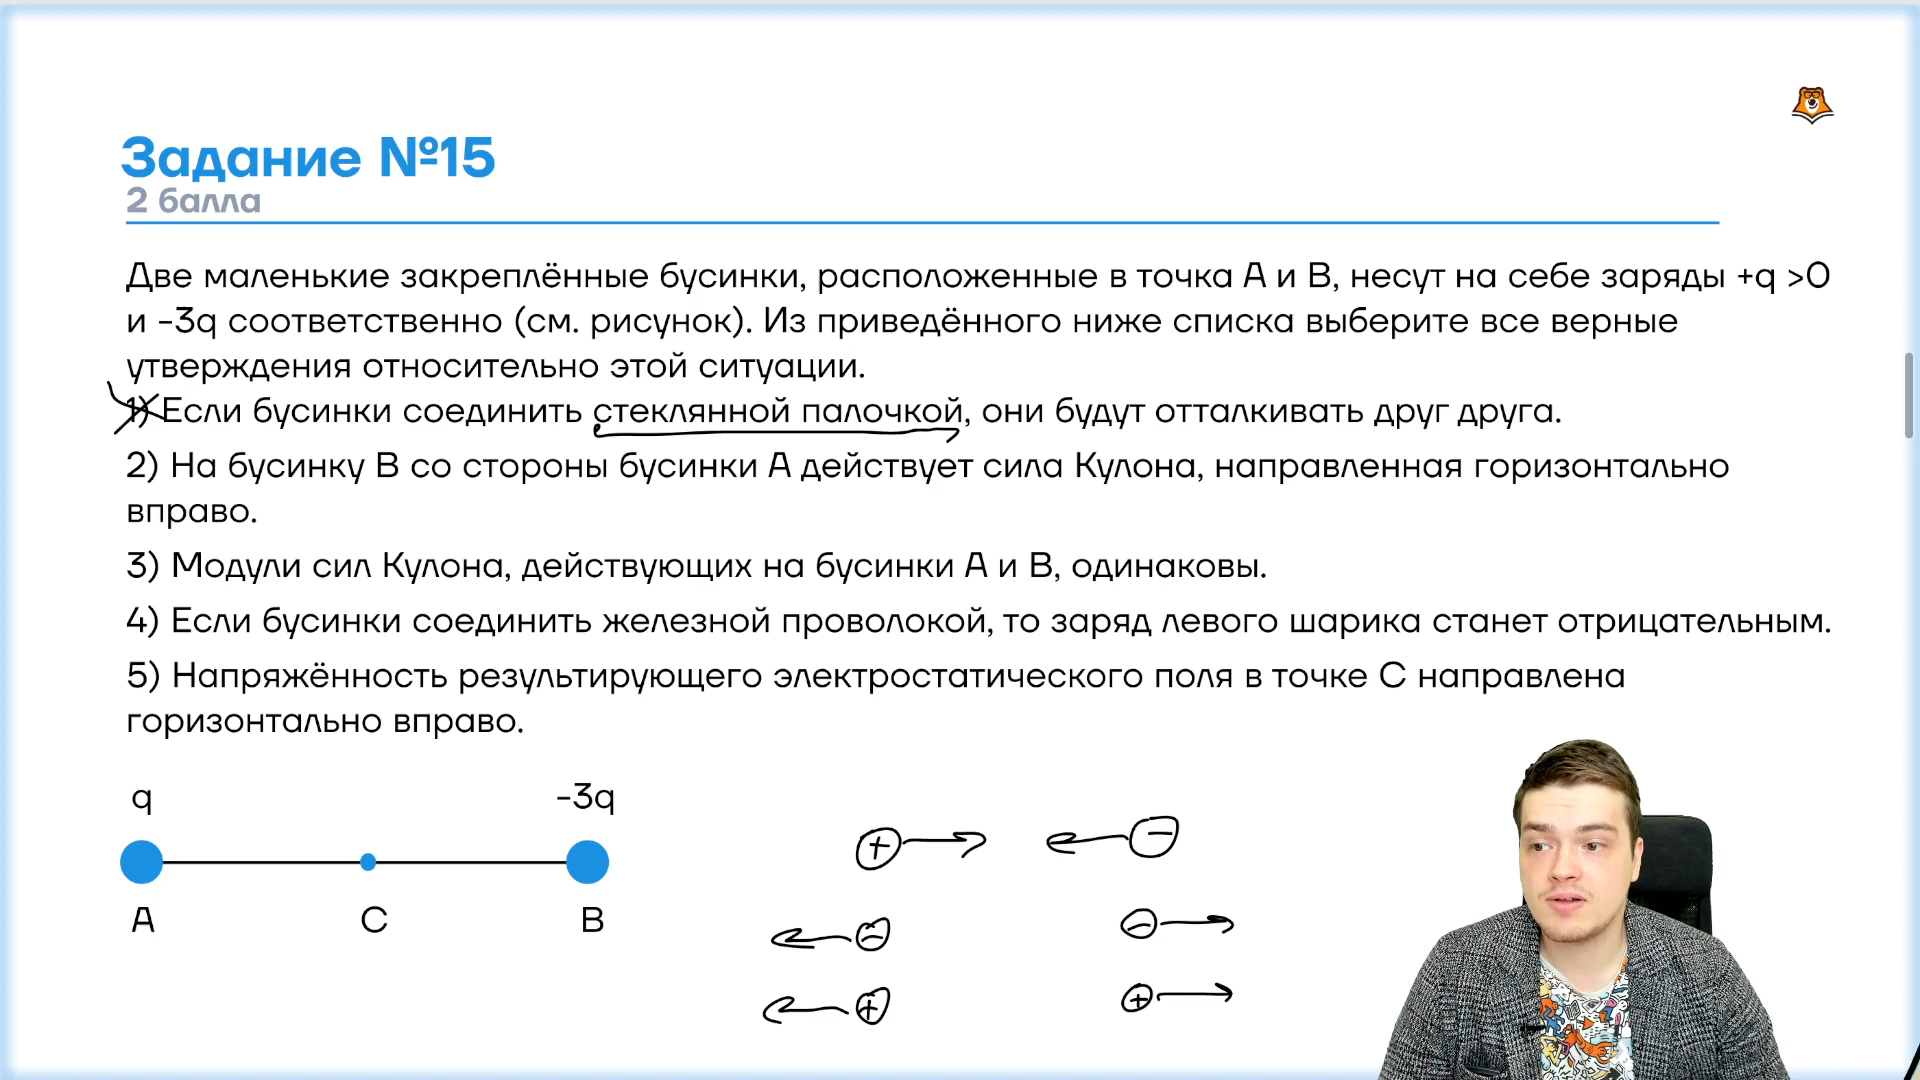 Задание №15
2 балла
Две маленькие закреплённые бусинки, расположенные в точка А и В, несут на себе заряды +q >0
и -3q соответственно (см. рисунок). Из приведённого ниже списка выберите все верные
утверждения относительно этой ситуации.
1) Если бусинки соединить стеклянной палочкой, они будут отталкивать друг друга.
2) На бусинку В со стороны бусинки А действует сила Кулона, направленная горизонтально
вправо.
3) Модули сил Кулона, действующих на бусинки А и В, одинаковы.
4) Если бусинки соединить железной проволокой, то заряд левого шарика станет отрицательным.
5) Напряжённость результирующего электростатического поля в точке С направлена
горизонтально вправо.
q -3q
+ -
А С В
- -
+ +